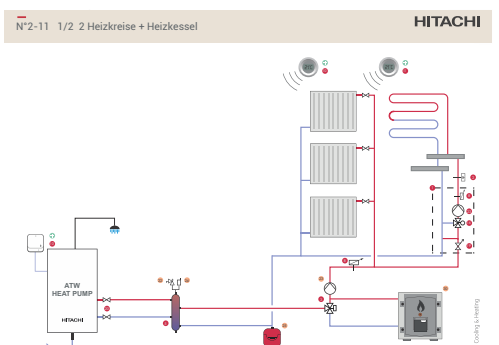 N°2-11 1/2 2 Heizkreise + Heizkessel
HITACHI
ATW
HEAT PUMP
HITACHI
Cooling & Heating